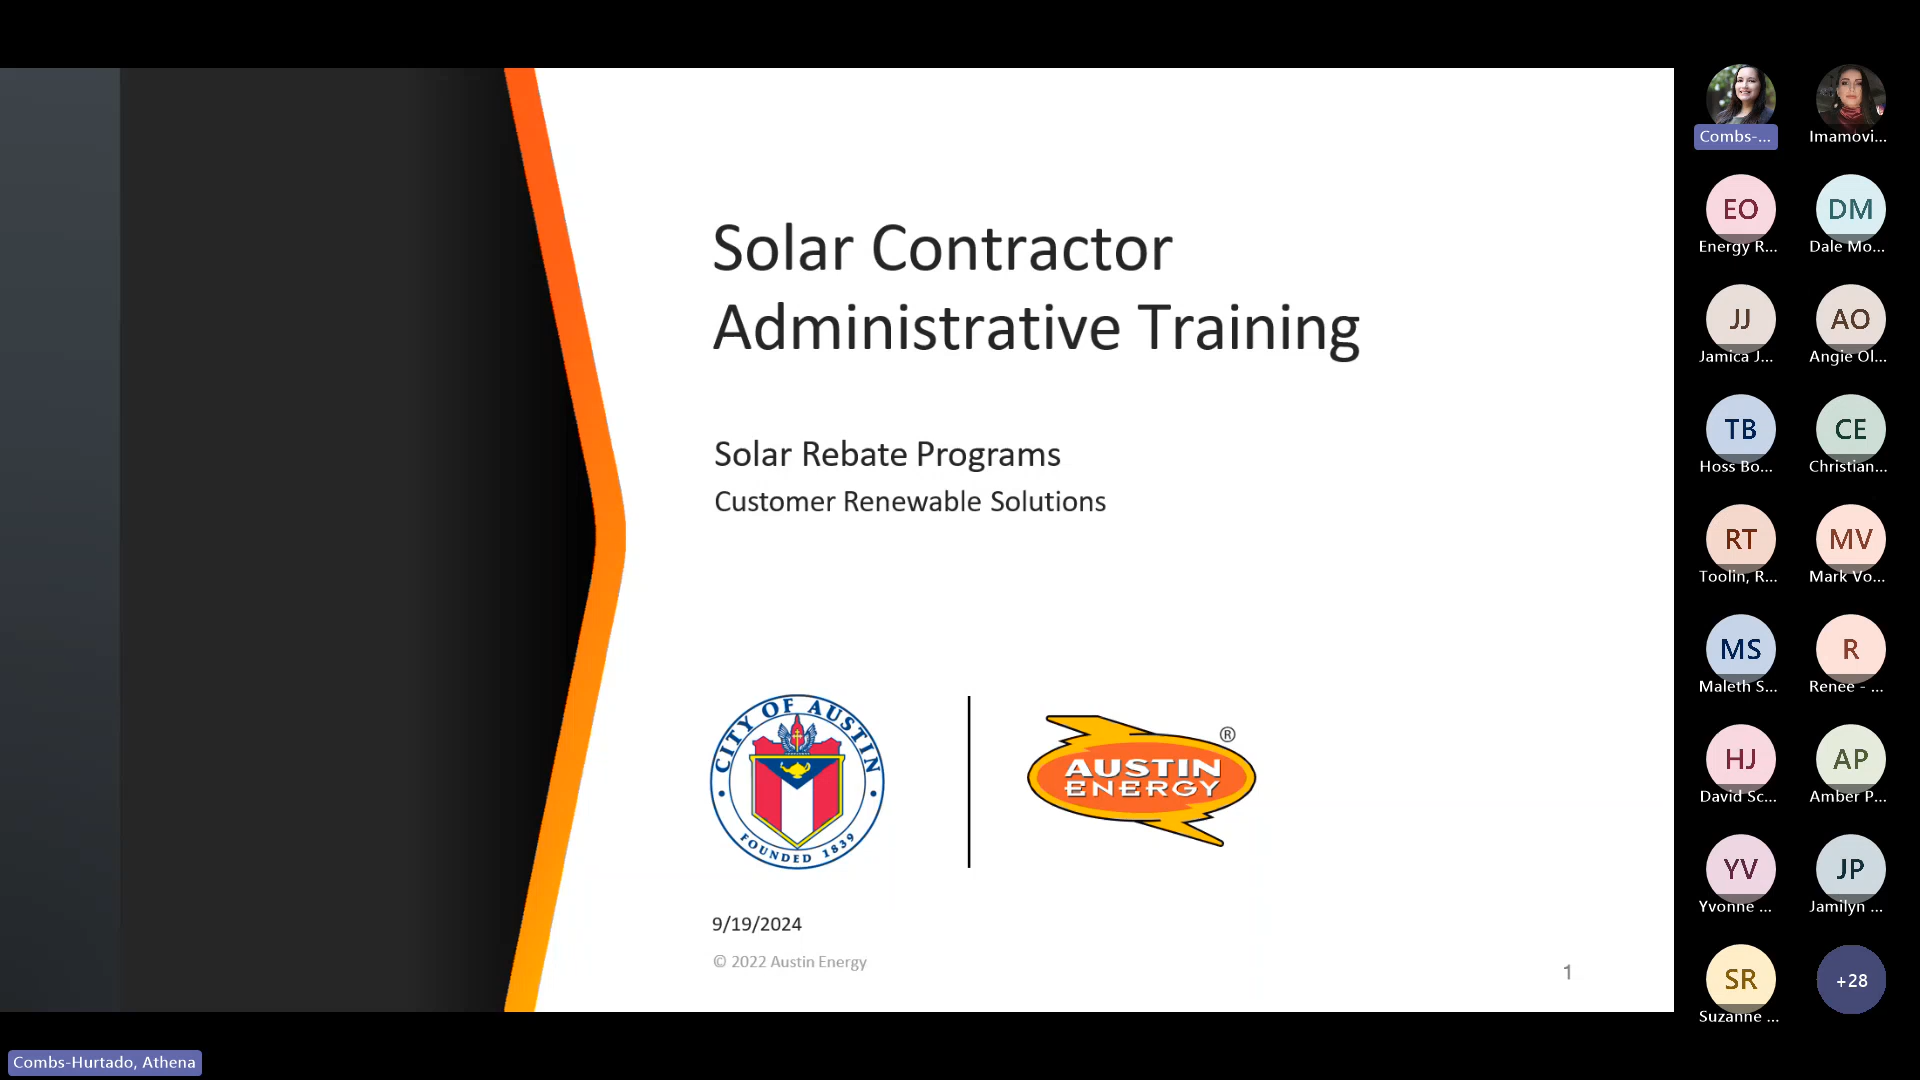 Solar Contractor
Administrative Training
Solar Rebate Programs
Customer Renewable Solutions
CITY OF AUSTIN
FOUNDED 1839
AUSTIN
ENERGY
®
9/19/2024
© 2022 Austin Energy
1
Combs-...
Imamovi...
EO
DM
Energy R...
Dale Mo...
JJ
AO
Jamica J...
Angie Ol...
TB
CE
Hoss Bo...
Christian...
RT
MV
Toolin, R...
Mark Vo...
MS
R
Maleth S...
Renee - ...
HJ
AP
David Sc...
Amber P...
YV
JP
Yvonne ...
Jamilyn ...
SR
+28
Suzanne ...
Combs-Hurtado, Athena